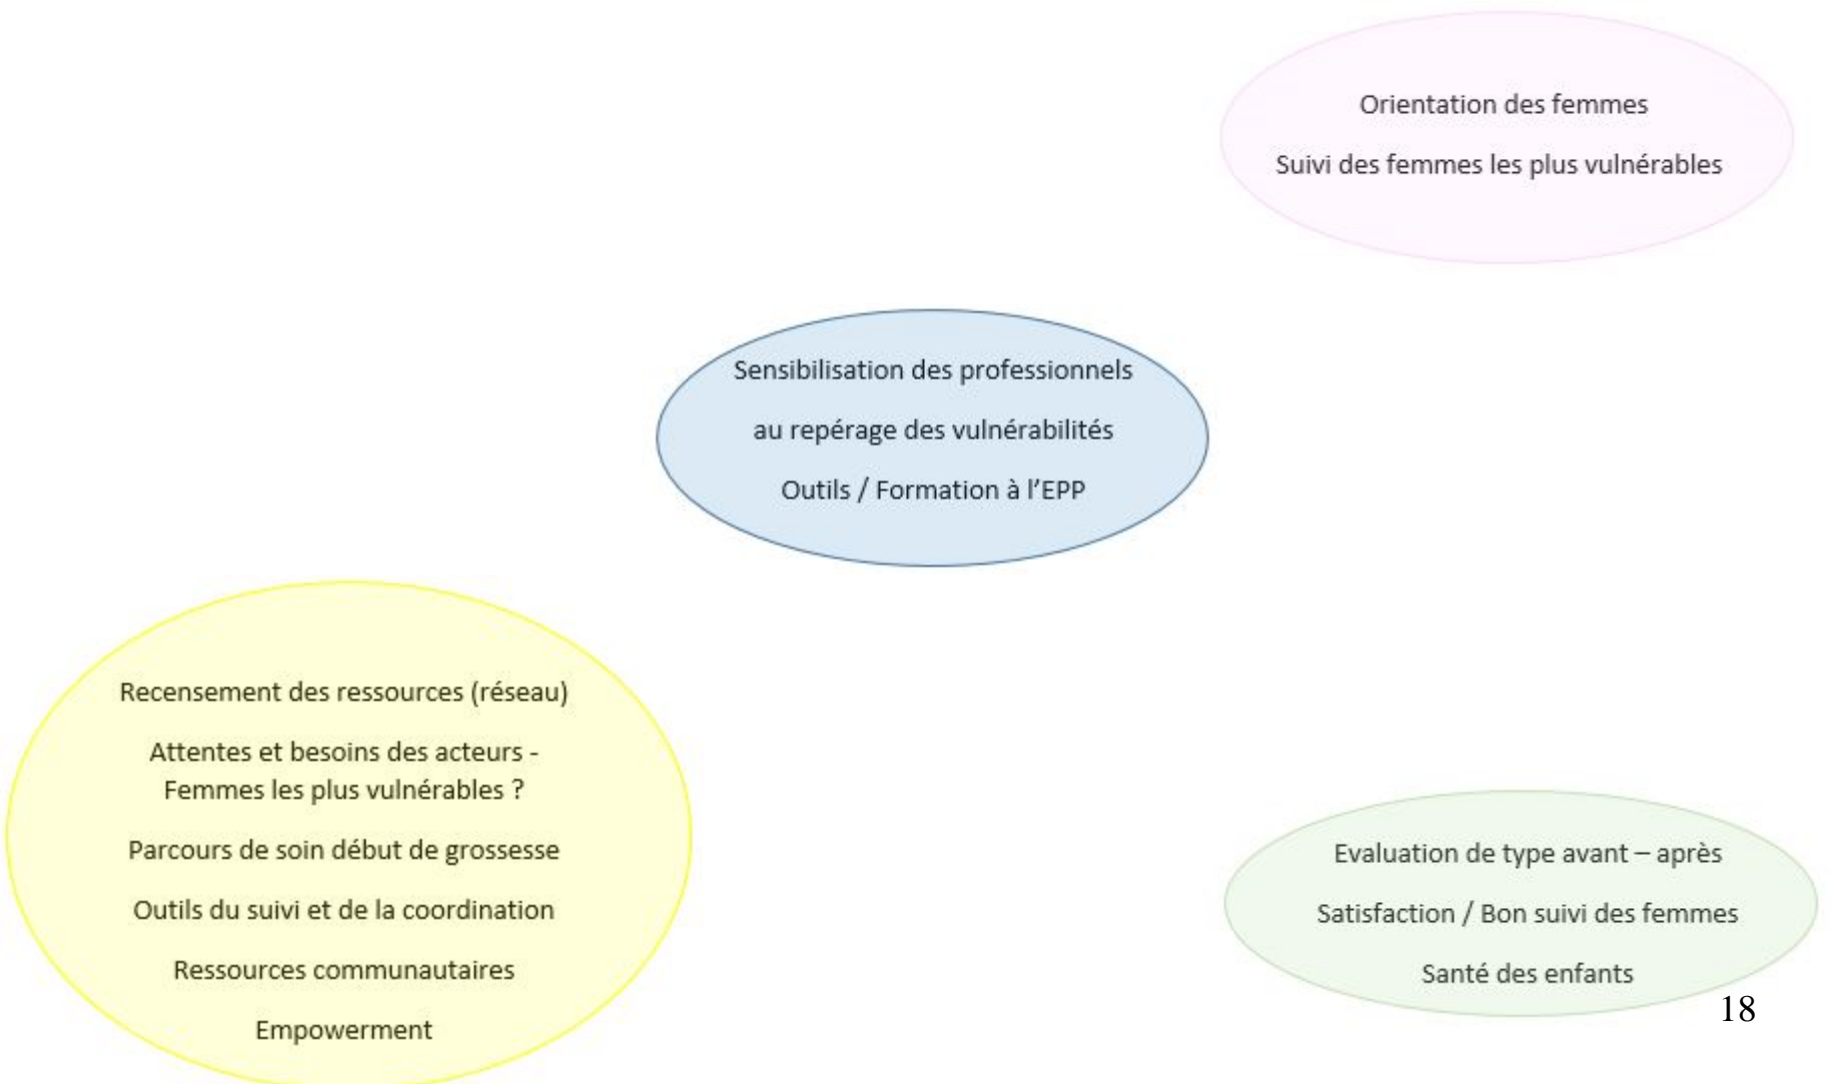 Orientation des femmes
Suivi des femmes les plus vulnérables
Sensibilisation des professionnels
au repérage des vulnérabilités
Outils / Formation à l’EPP
Recensement des ressources (réseau)
Attentes et besoins des acteurs -
Femmes les plus vulnérables ?
Parcours de soin début de grossesse
Outils du suivi et de la coordination
Ressources communautaires
Empowerment
Evaluation de type avant – après
Satisfaction / Bon suivi des femmes
Santé des enfants
18